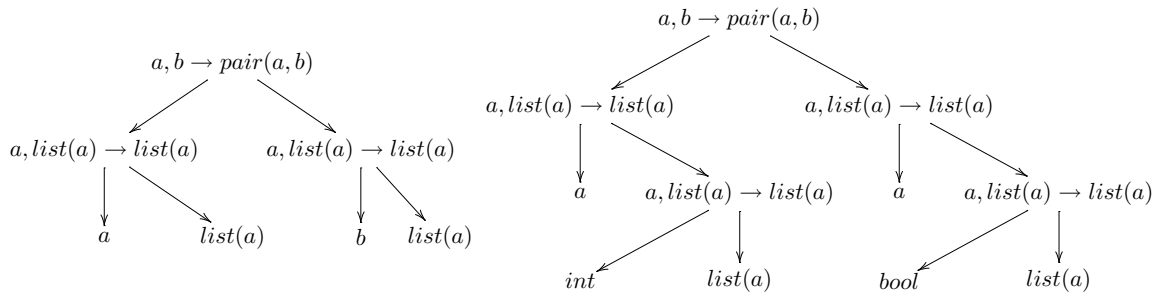 a, b → pair(a, b)
a, list(a) → list(a) a, list(a) → list(a)
a list(a) b list(a)
a, b → pair(a, b)
a, list(a) → list(a) a, list(a) → list(a)
a a, list(a) → list(a) a a, list(a) → list(a)
int list(a) bool list(a)